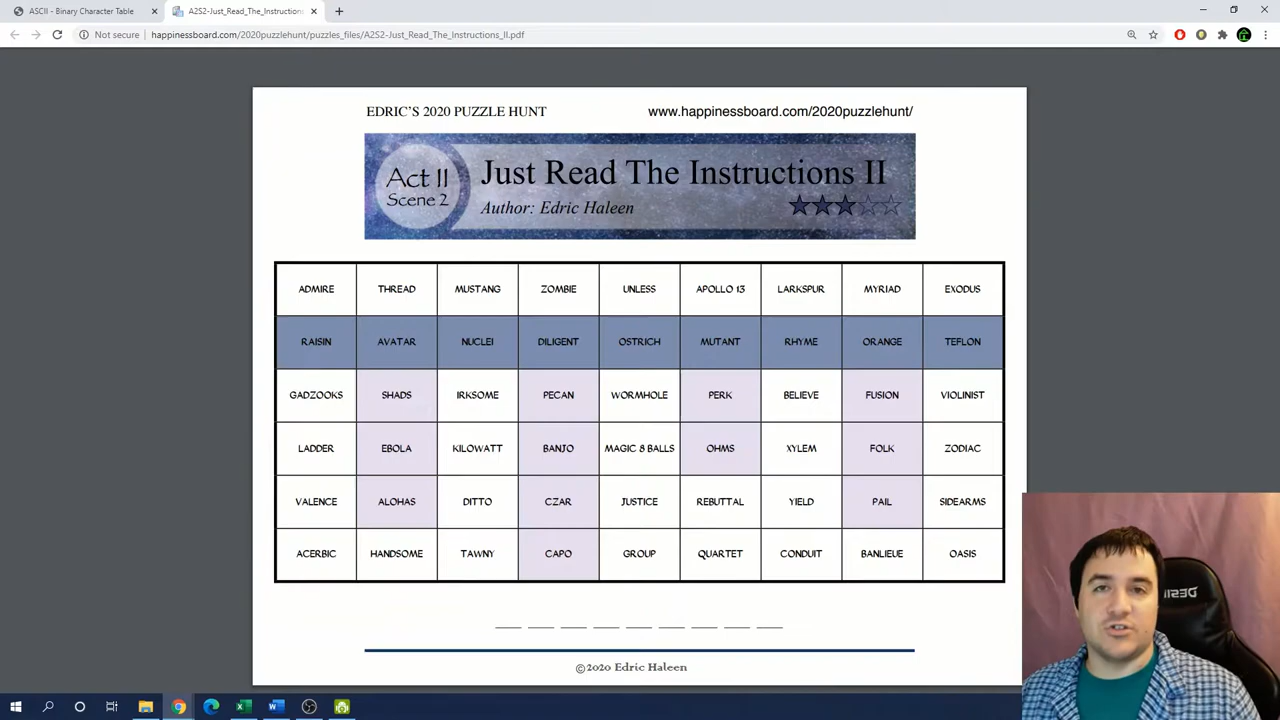 ASCII - Binary Character Table
A2S2-Just_Read_The_Instructions
Not secure
happinessboard.com/2020puzzlehunt/puzzles_files/A2S2-Just_Read_The_Instructions_II.pdf
EDRIC'S 2020 PUZZLE HUNT www.happinessboard.com/2020puzzlehunt/
Act II
Scene 2
Just Read The Instructions II
Author: Edric Haleen
ADMIRE THREAD MUSTANG ZOMBIE UNLESS APOLLO 13 LARKSPUR MYRIAD EXODUS
RAISIN AVATAR NUCLEI DILIGENT OSTRICH MUTANT RHYME ORANGE TEFLON
GADZOOKS SHADS IRKSOME PECAN WORMHOLE PERK BELIEVE FUSION VIOLINIST
LADDER EBOLA KILOWATT BANJO MAGIC 8 BALLS OHMS XYLEM FOLK ZODIAC
VALENCE ALOHAS DITTO CZAR JUSTICE REBUTTAL YIELD PAIL SIDEARMS
ACERBIC HANDSOME TAWNY CAPO GROUP QUARTET CONDUIT BANLIEUE OASIS
©2020 Edric Haleen